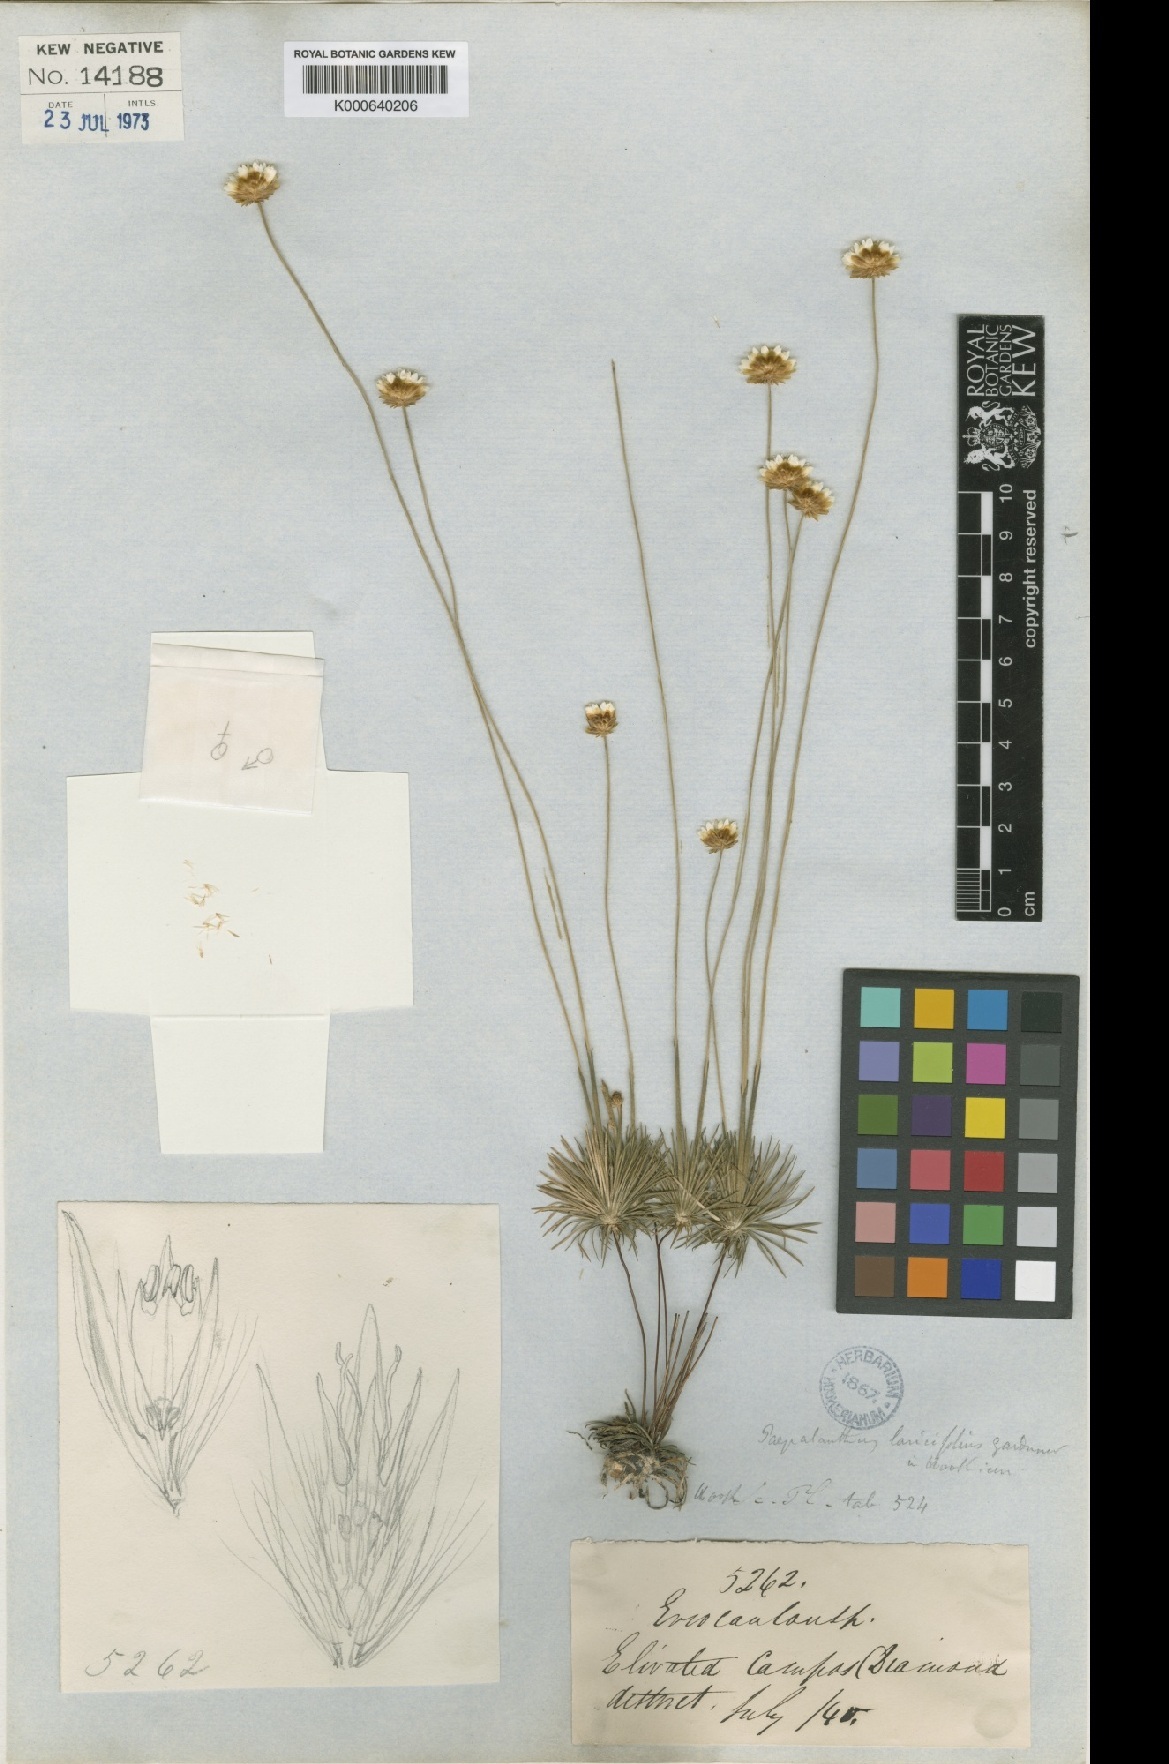 KEW NEGATIVE
No. 14188
DATE INTLS
23 JUL 1973
ROYAL BOTANIC GARDENS KEW
K000640206
ROYAL
BOTANIC
GARDENS
KEW
copyright reserved
10
9
8
7
6
5
4
3
2
1
0
cm
♀ ♂
HERBARIUM
1867.
HOOKERIANUM
Paepalanthus laricifolius Gardner
in Hook icon
Hook Ic. Pl. tab. 524
5262
5262.
Eriocaulonth.
Elevated Campos (Diamond
district. July /40.